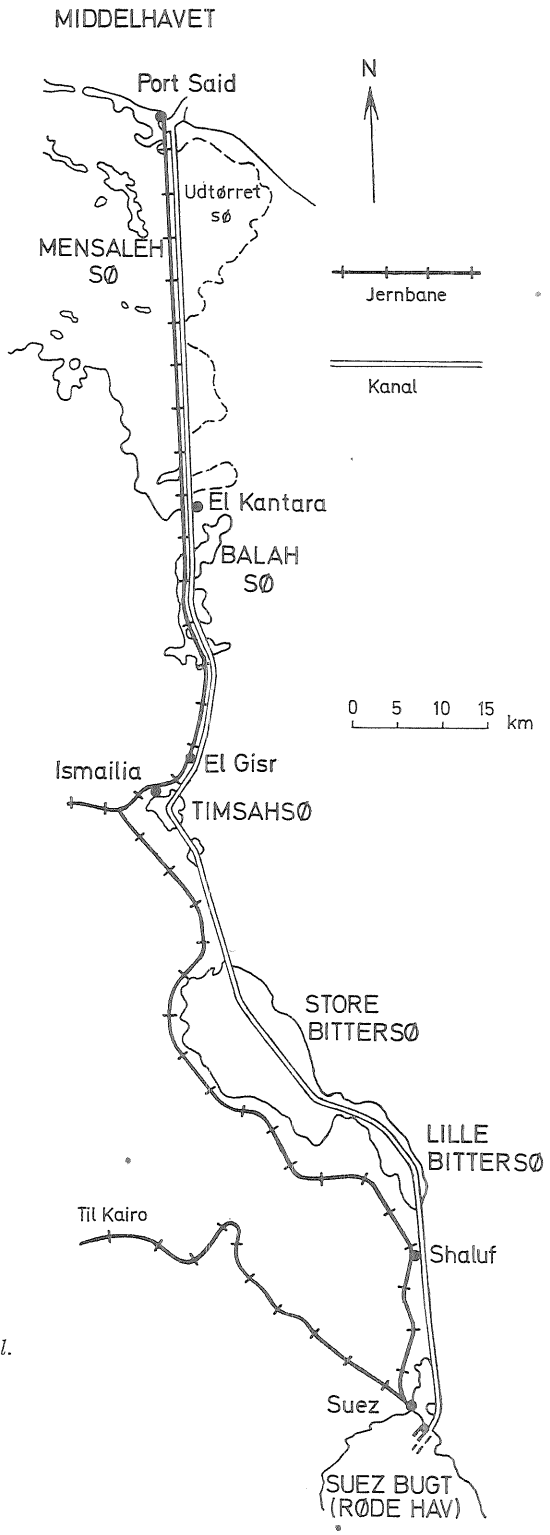 MIDDELHAVET
Port Said
N
Udtørret
sø
MENSALEH
SØ
Jernbane
Kanal
El Kantara
BALAH
SØ
0 5 10 15 km
Ismailia
El Gisr
TIMSAHSØ
STORE
BITTERSØ
LILLE
BITTERSØ
Til Kairo
Shaluf
l.
Suez
SUEZ BUGT
(RØDE HAV)